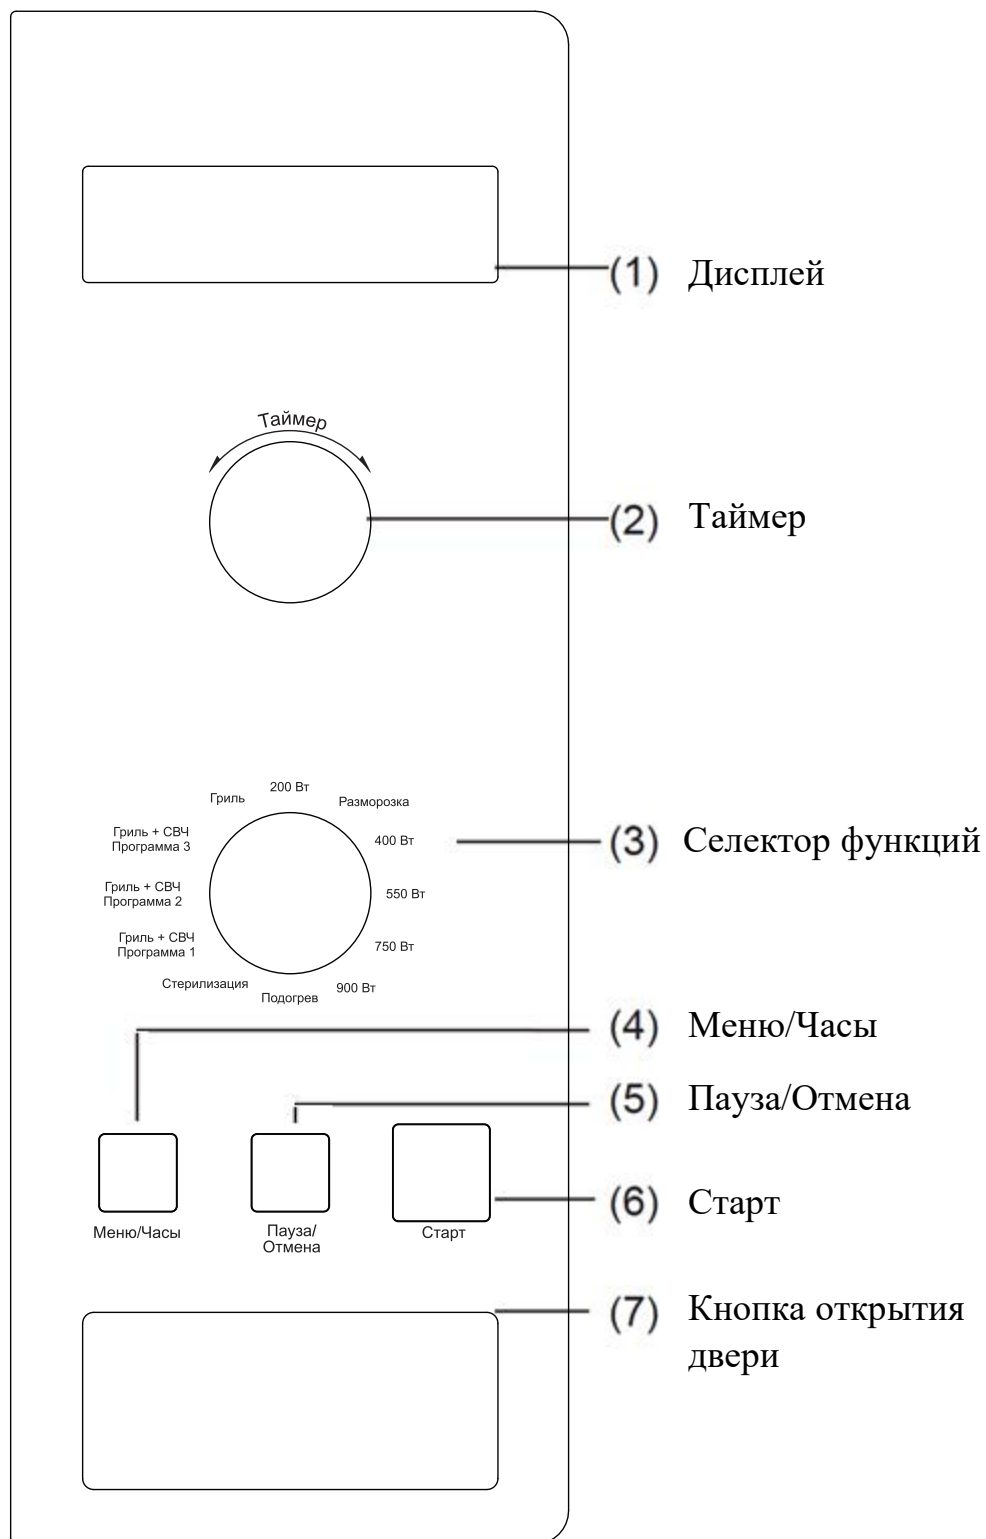 (1) Дисплей
Таймер
(2) Таймер
200 Вт
Гриль
Разморозка
Гриль + СВЧ
Программа 3
400 Вт
(3) Селектор функций
Гриль + СВЧ
Программа 2
550 Вт
Гриль + СВЧ
Программа 1
750 Вт
Стерилизация
Подогрев
900 Вт
(4) Меню/Часы
(5) Пауза/Отмена
(6) Старт
Меню/Часы
Пауза/
Отмена
Старт
(7) Кнопка открытия
двери